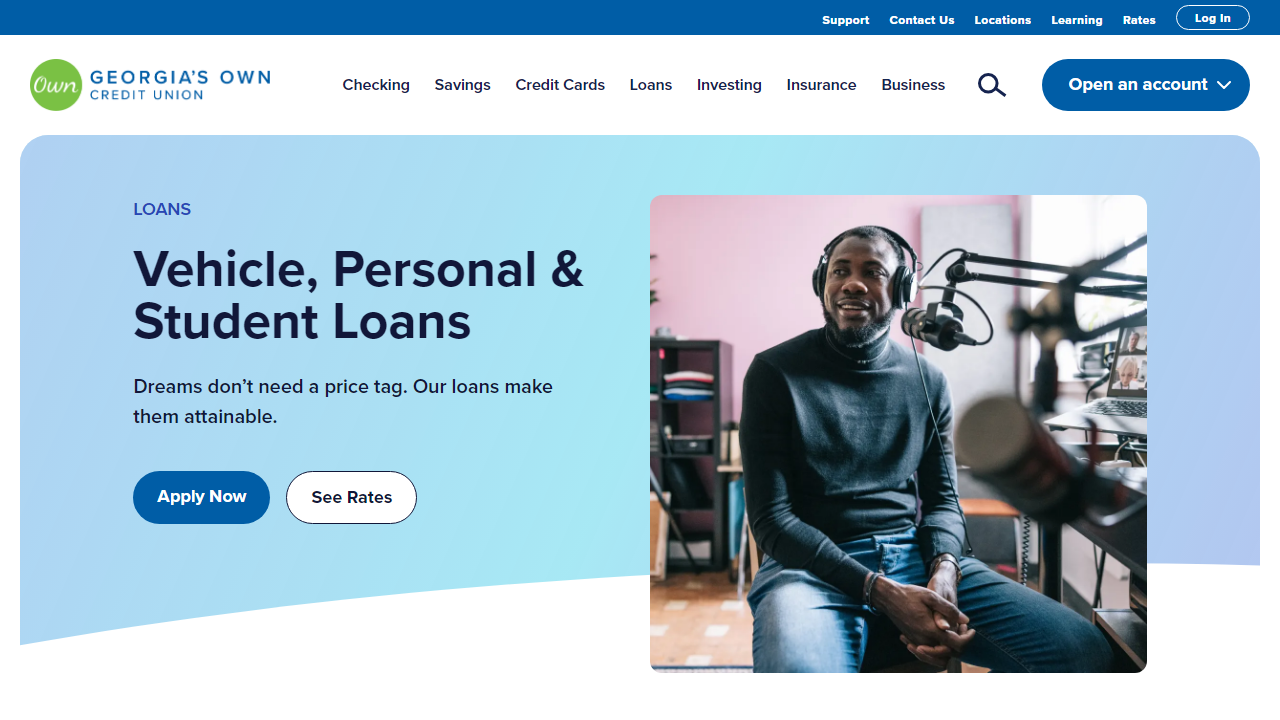 Support
Contact Us
Locations
Learning
Rates
Log In
Own
GEORGIA'S OWN
CREDIT UNION
Checking
Savings
Credit Cards
Loans
Investing
Insurance
Business
Open an account
LOANS
Vehicle, Personal &
Student Loans
Dreams don’t need a price tag. Our loans make
them attainable.
Apply Now
See Rates